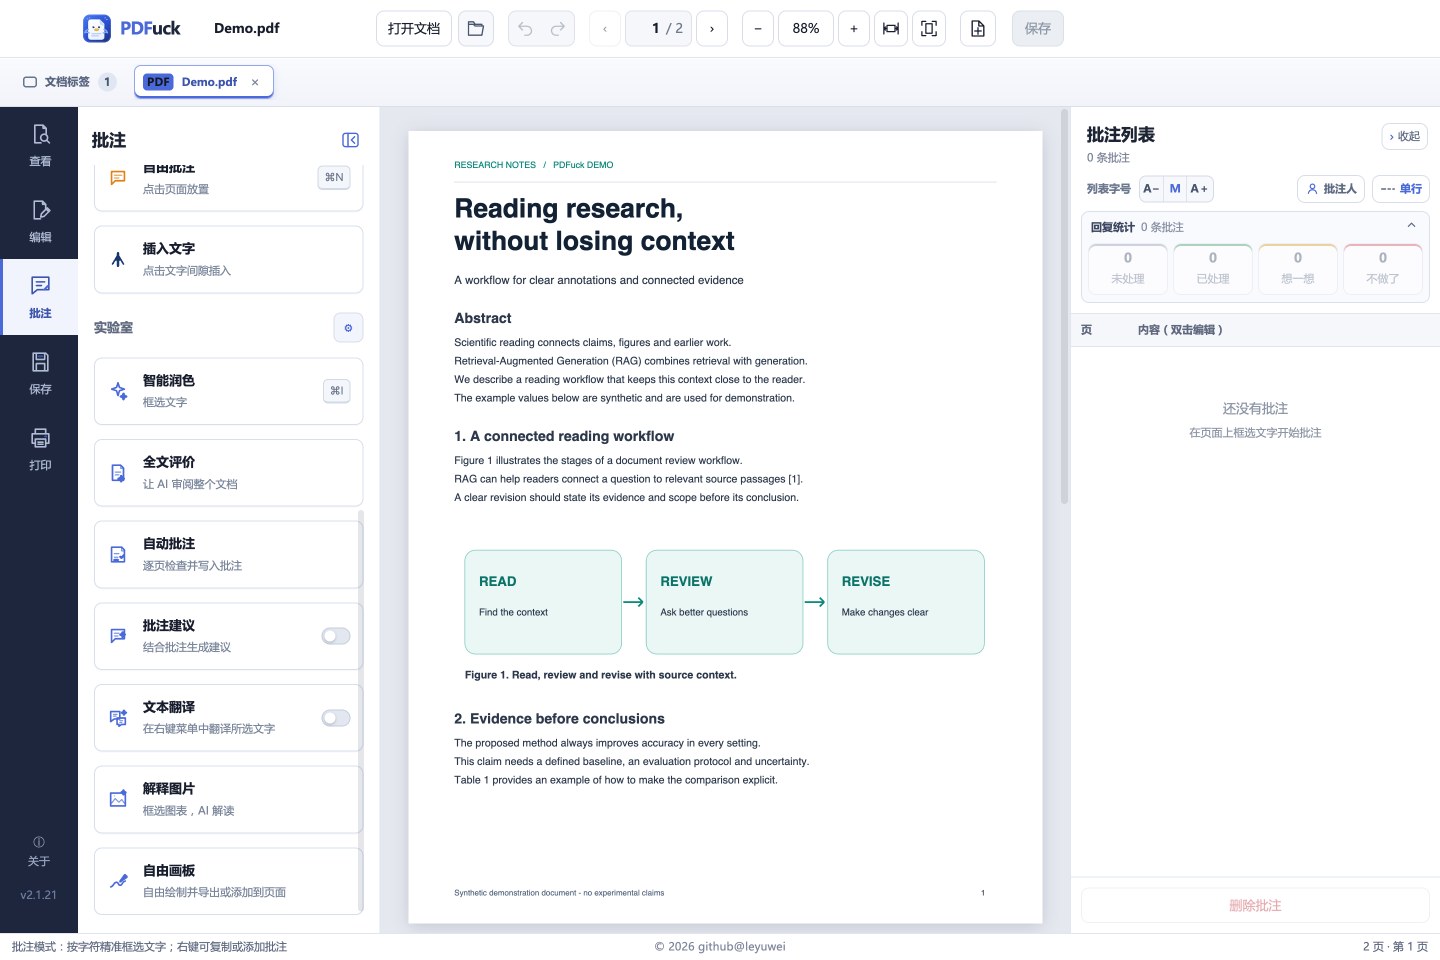 PDFuck
Demo.pdf
打开文档
‹
1 / 2
›
−
88%
+
保存
文档标签
1
PDF
Demo.pdf
×
查看
编辑
批注
保存
打印
关于
v2.1.21
批注
自由批注
点击页面放置
⌘N
插入文字
点击文字间隙插入
实验室
智能润色
框选文字
⌘I
全文评价
让 AI 审阅整个文档
自动批注
逐页检查并写入批注
批注建议
结合批注生成建议
文本翻译
在右键菜单中翻译所选文字
解释图片
框选图表，AI 解读
自由画板
自由绘制并导出或添加到页面
RESEARCH NOTES / PDFuck DEMO
Reading research,
without losing context
A workflow for clear annotations and connected evidence
Abstract
Scientific reading connects claims, figures and earlier work.
Retrieval-Augmented Generation (RAG) combines retrieval with generation.
We describe a reading workflow that keeps this context close to the reader.
The example values below are synthetic and are used for demonstration.
1. A connected reading workflow
Figure 1 illustrates the stages of a document review workflow.
RAG can help readers connect a question to relevant source passages [1].
A clear revision should state its evidence and scope before its conclusion.
READ
Find the context
REVIEW
Ask better questions
REVISE
Make changes clear
Figure 1. Read, review and revise with source context.
2. Evidence before conclusions
The proposed method always improves accuracy in every setting.
This claim needs a defined baseline, an evaluation protocol and uncertainty.
Table 1 provides an example of how to make the comparison explicit.
Synthetic demonstration document - no experimental claims
1
批注列表
› 收起
0 条批注
列表字号
A−
M
A+
批注人
--- 单行
回复统计 0 条批注
0
未处理
0
已处理
0
想一想
0
不做了
页
内容（双击编辑）
还没有批注
在页面上框选文字开始批注
删除批注
批注模式：按字符精准框选文字；右键可复制或添加批注
© 2026 github@leyuwei
2 页 · 第 1 页